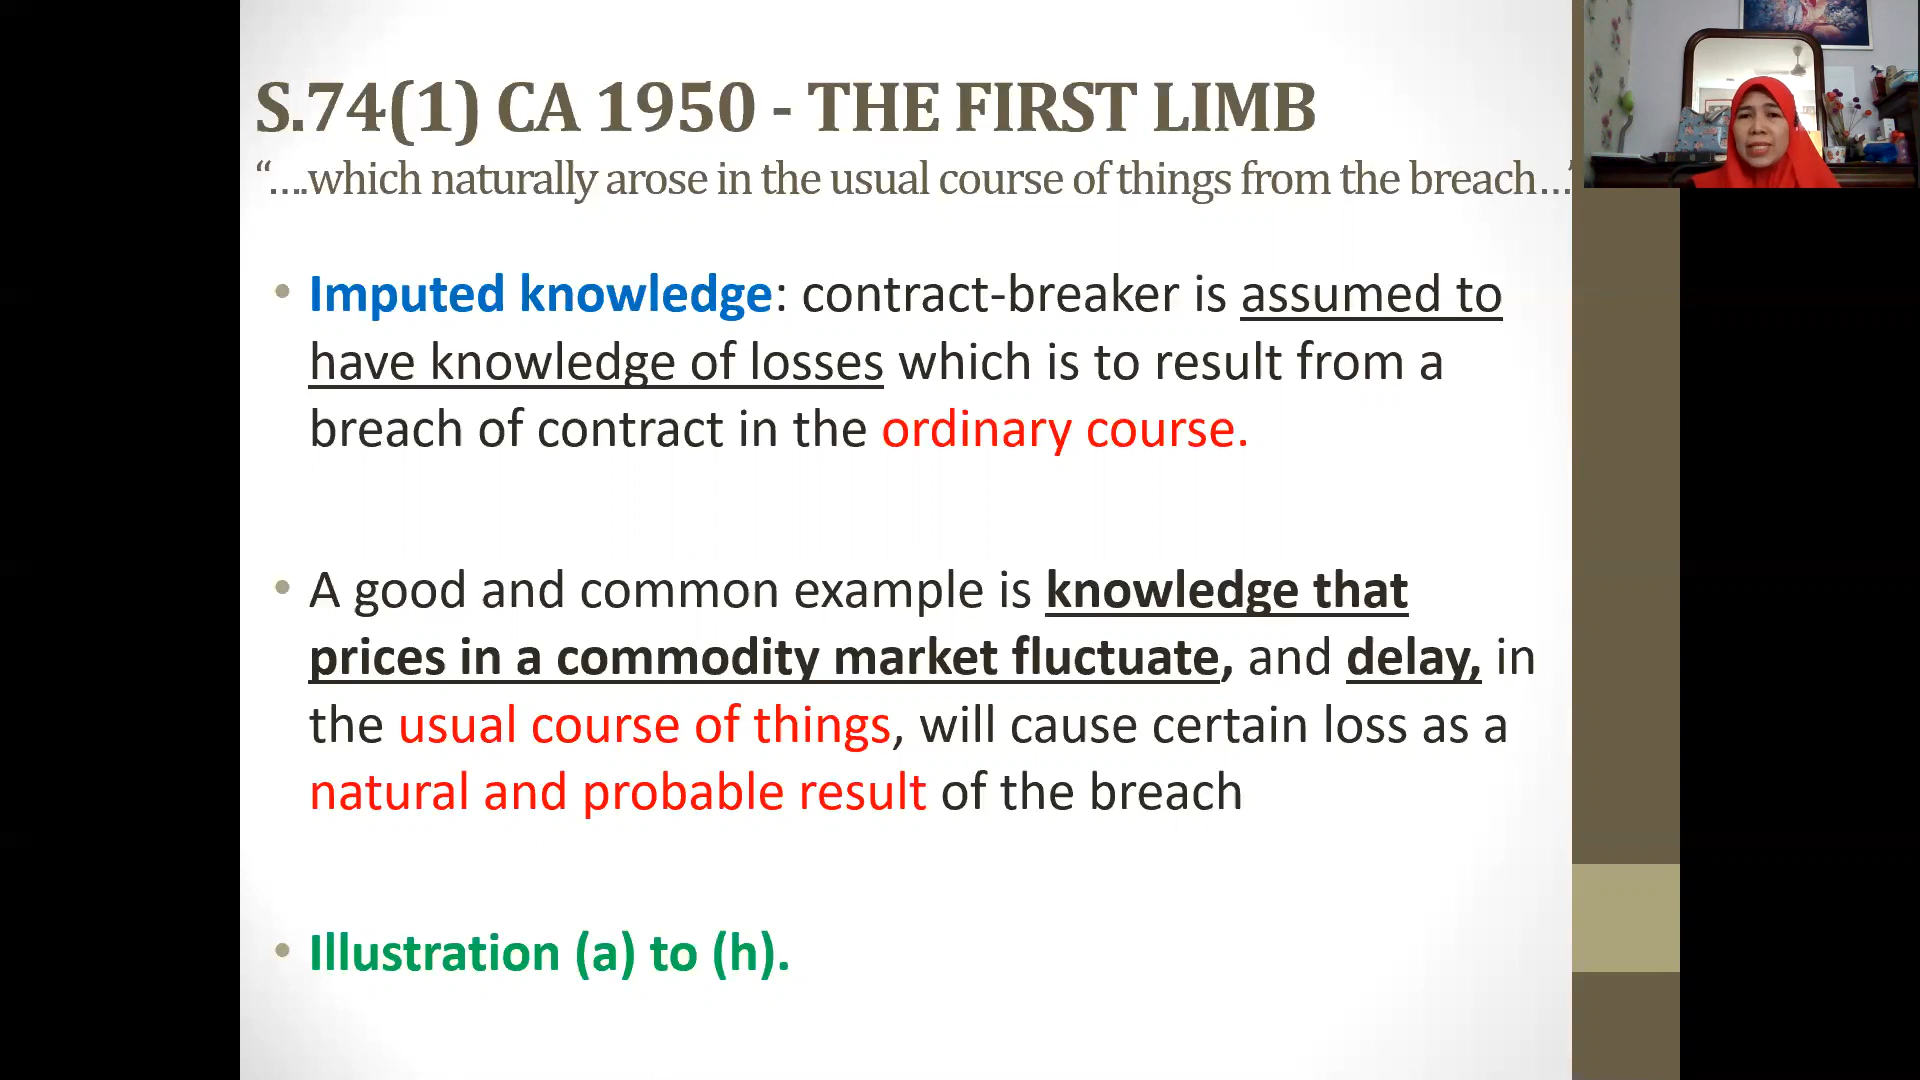 S.74(1) CA 1950 - THE FIRST LIMB
“….which naturally arose in the usual course of things from the breach…”
• Imputed knowledge: contract-breaker is assumed to
have knowledge of losses which is to result from a
breach of contract in the ordinary course.
• A good and common example is knowledge that
prices in a commodity market fluctuate, and delay, in
the usual course of things, will cause certain loss as a
natural and probable result of the breach
• Illustration (a) to (h).